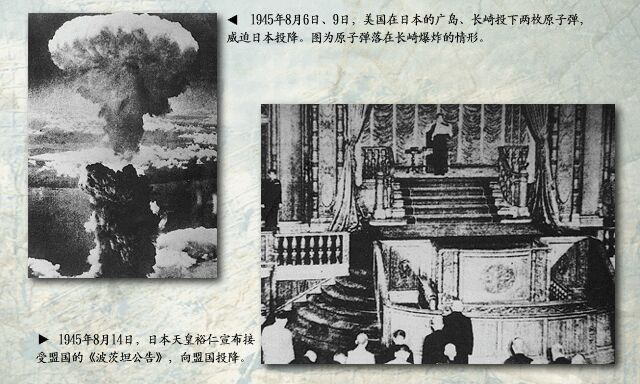 ◀ 1945年8月6日、9日，美国在日本的广岛、长崎投下两枚原子弹，
威迫日本投降。图为原子弹落在长崎爆炸的情形。
▶ 1945年8月14日，日本天皇裕仁宣布接
受盟国的《波茨坦公告》，向盟国投降。